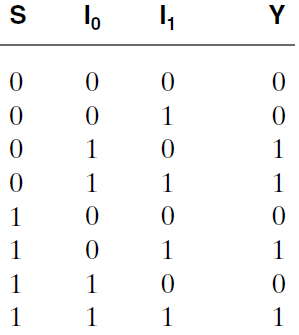 S I₀ I₁ Y
0 0 0 0
0 0 1 0
0 1 0 1
0 1 1 1
1 0 0 0
1 0 1 1
1 1 0 0
1 1 1 1